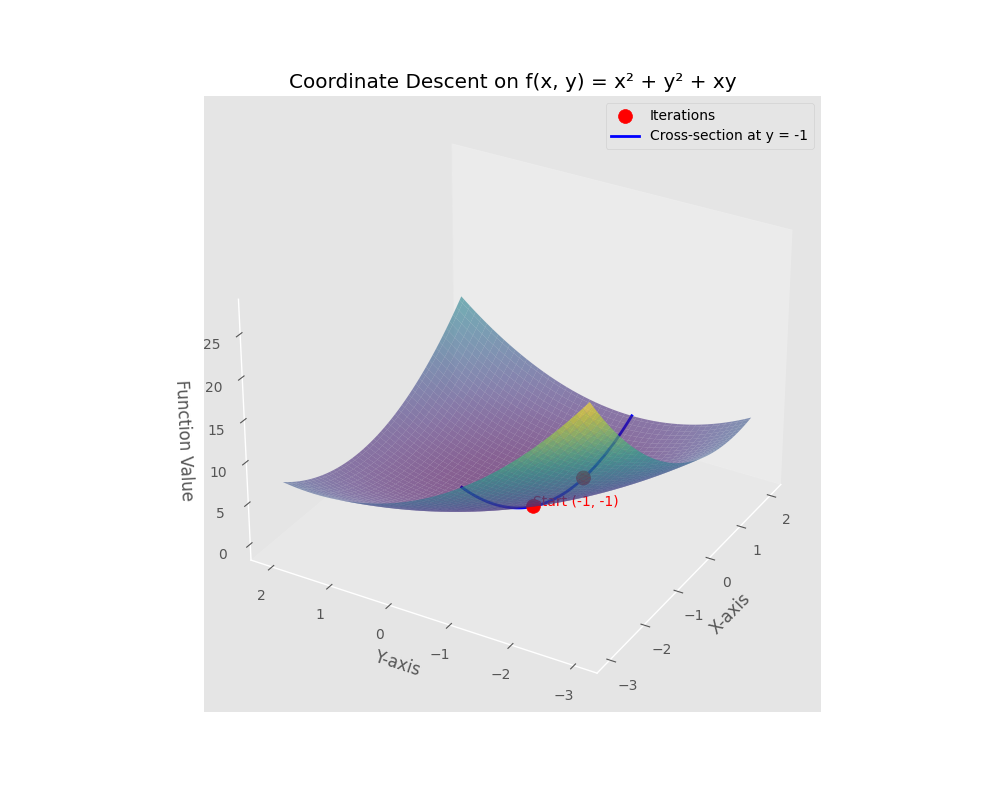 Coordinate Descent on f(x, y) = x² + y² + xy
Iterations
Cross-section at y = -1
Start (-1, -1)
Function Value
25
20
15
10
5
0
2
1
0
−1
−2
−3
Y-axis
2
1
0
−1
−2
−3
X-axis